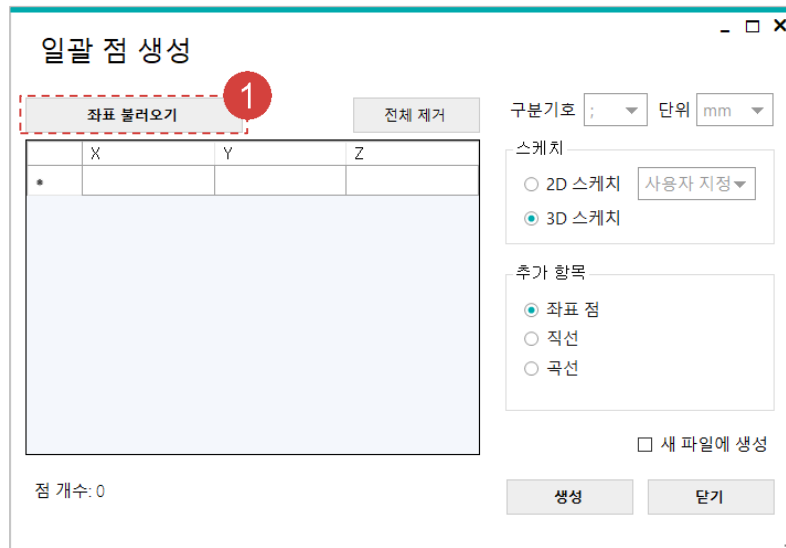 일괄 점 생성
1
좌표 불러오기
전체 제거
구분기호 ; 단위 mm
X Y Z
스케치
2D 스케치 사용자 지정
3D 스케치
추가 항목
좌표 점
직선
곡선
새 파일에 생성
점 개수: 0
생성 닫기